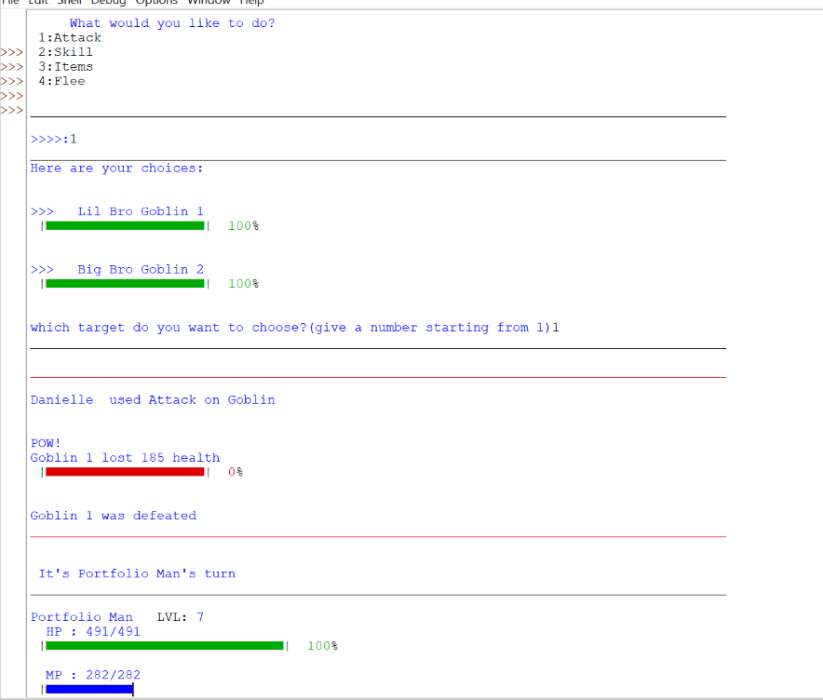 File Edit Shell Debug Options Window Help
What would you like to do?
1:Attack
>>> 2:Skill
>>> 3:Items
>>> 4:Flee
>>>
>>>
>>>>:1
Here are your choices:
>>> Lil Bro Goblin 1
| | 100%
>>> Big Bro Goblin 2
| | 100%
which target do you want to choose?(give a number starting from 1)1
Danielle used Attack on Goblin
POW!
Goblin 1 lost 185 health
| | 0%
Goblin 1 was defeated
It's Portfolio Man's turn
Portfolio Man LVL: 7
HP : 491/491
| | 100%
MP : 282/282
|